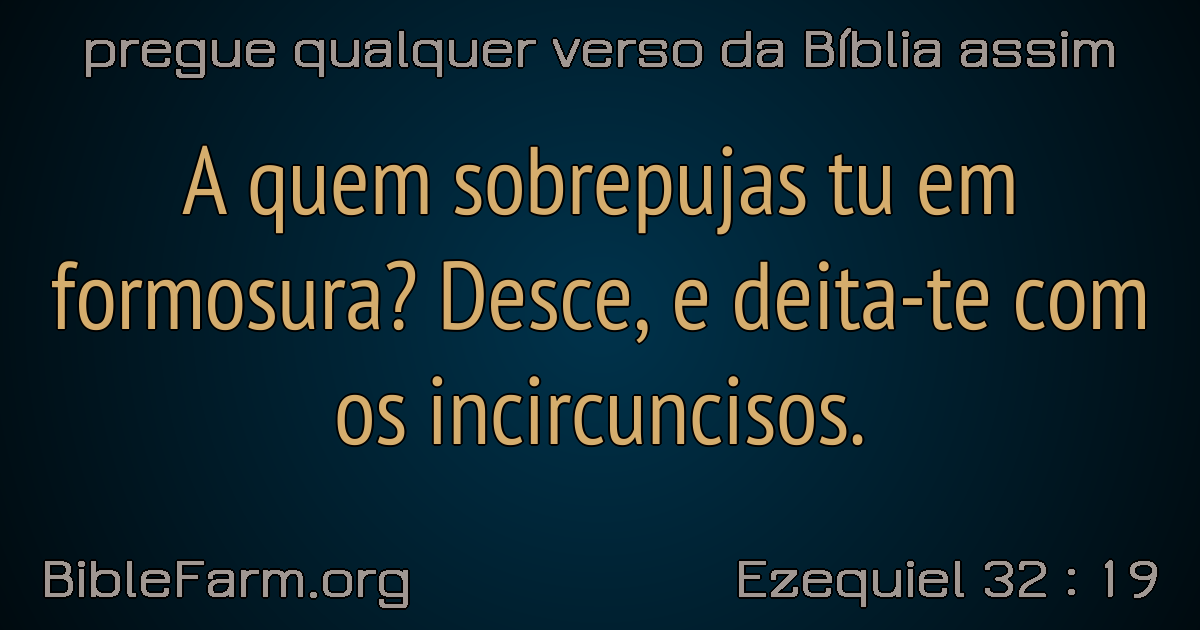 pregue qualquer verso da Bíblia assim
A quem sobrepujas tu em
formosura? Desce, e deita-te com
os incircuncisos.
BibleFarm.org
Ezequiel 32 : 19